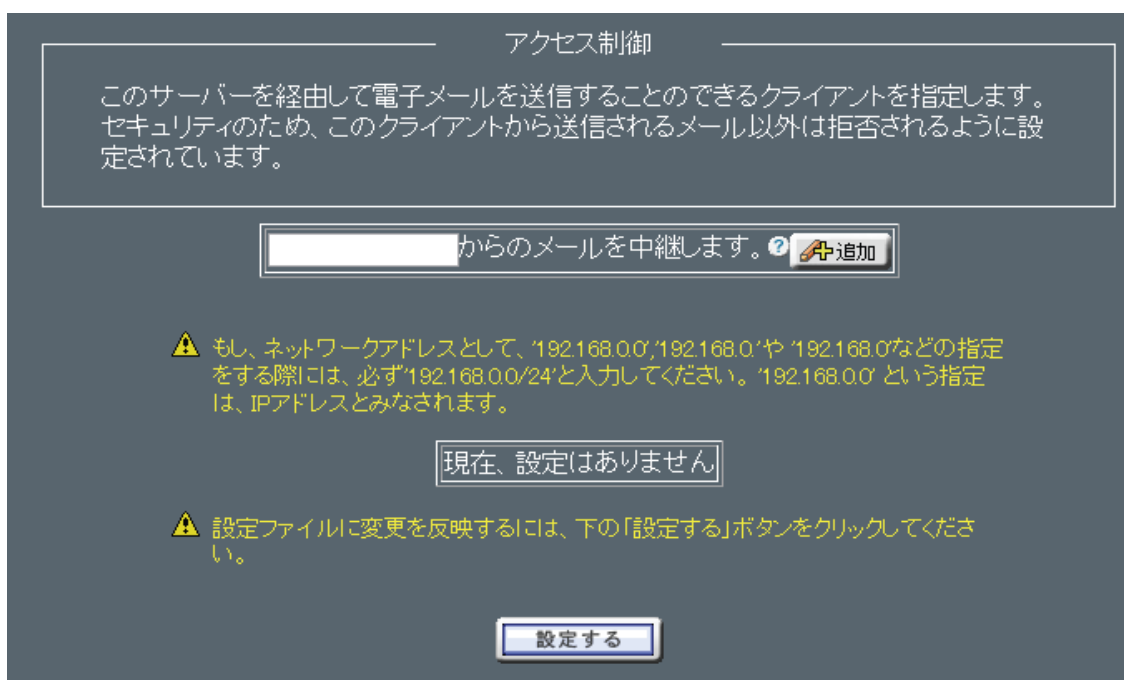 アクセス制御
このサーバーを経由して電子メールを送信することのできるクライアントを指定します。
セキュリティのため、このクライアントから送信されるメール以外は拒否されるように設
定されています。
からのメールを中継します。? 追加
もし、ネットワークアドレスとして、'192.168.0.0','192.168.0.'や '192.168.0'などの指定
をする際には、必ず'192.168.0.0/24'と入力してください。'192.168.0.0' という指定
は、IPアドレスとみなされます。
現在、設定はありません
設定ファイルに変更を反映するには、下の「設定する」ボタンをクリックしてくださ
い。
設定する